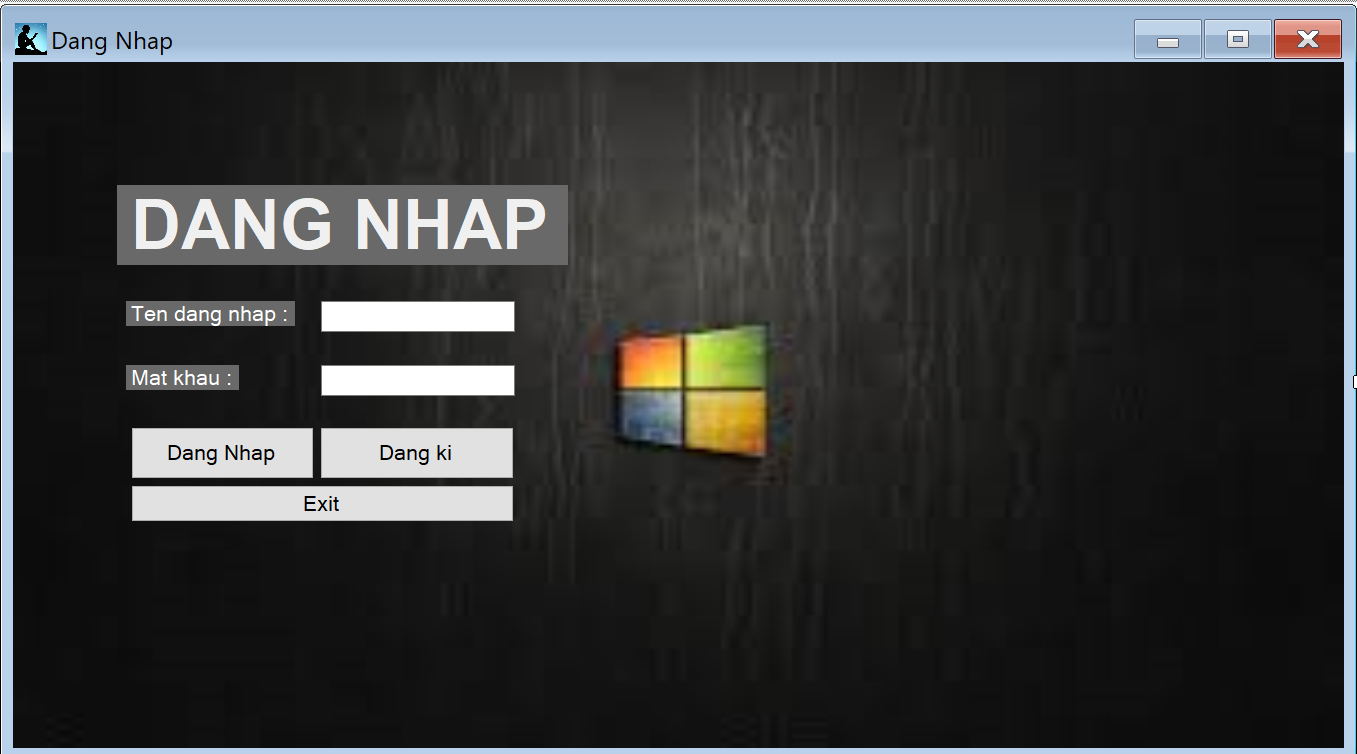 Dang Nhap
DANG NHAP
Ten dang nhap :
Mat khau :
Dang Nhap Dang ki
Exit